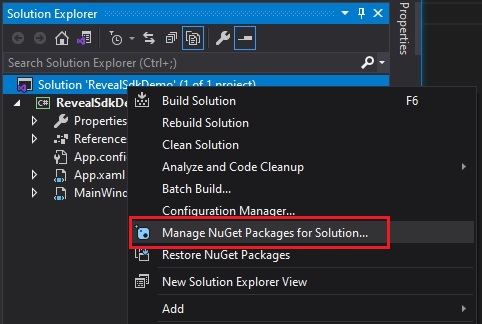 Solution Explorer
Properties
Search Solution Explorer (Ctrl+;)
Solution 'RevealSdkDemo' (1 of 1 project)
RevealSdkDe
Properties
Reference
App.config
App.xaml
MainWind
Build Solution F6
Rebuild Solution
Clean Solution
Analyze and Code Cleanup
Batch Build...
Configuration Manager...
Manage NuGet Packages for Solution...
Restore NuGet Packages
New Solution Explorer View
Add